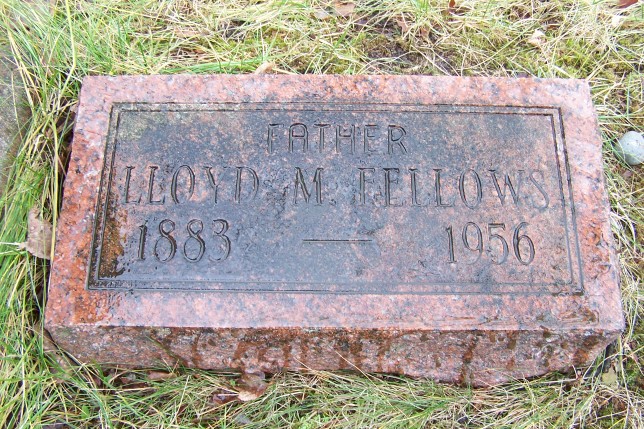 FATHER
LLOYD M. FELLOWS
1883 — 1956